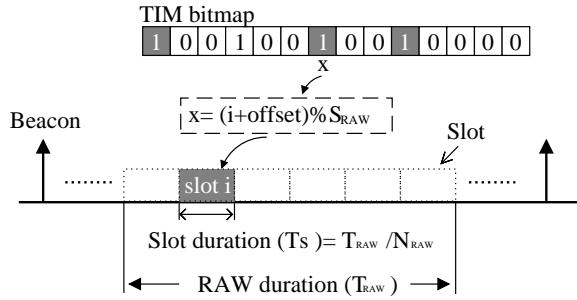 TIM bitmap
1 0 0 1 0 0 1 0 0 1 0 0 0 0
x
x= (i+offset)%SRAW
Beacon
Slot
........ slot i ........
Slot duration (Ts )= TRAW /NRAW
RAW duration (TRAW)